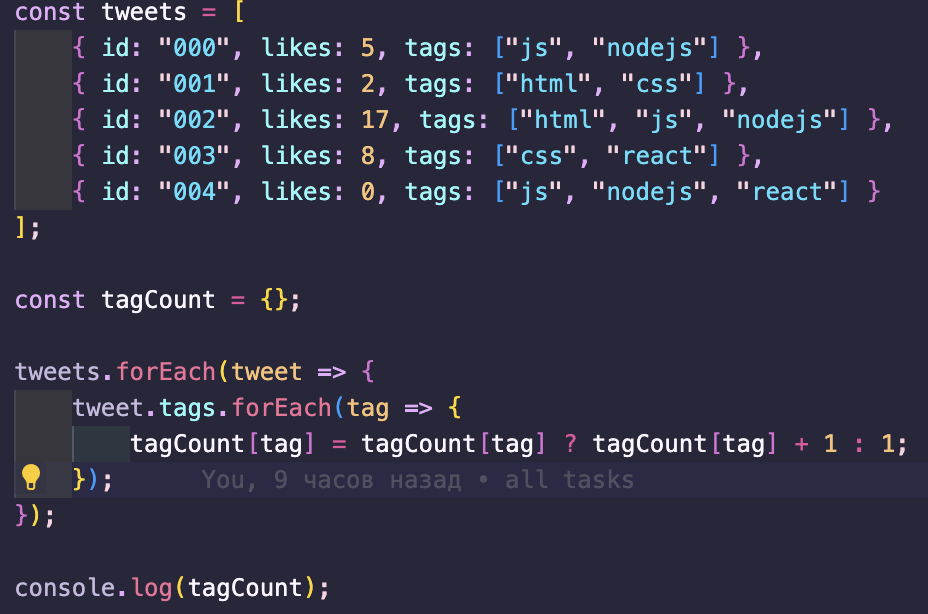 const tweets = [
{ id: "000", likes: 5, tags: ["js", "nodejs"] },
{ id: "001", likes: 2, tags: ["html", "css"] },
{ id: "002", likes: 17, tags: ["html", "js", "nodejs"] },
{ id: "003", likes: 8, tags: ["css", "react"] },
{ id: "004", likes: 0, tags: ["js", "nodejs", "react"] }
];
const tagCount = {};
tweets.forEach(tweet => {
tweet.tags.forEach(tag => {
tagCount[tag] = tagCount[tag] ? tagCount[tag] + 1 : 1;
}); You, 9 часов назад • all tasks
});
console.log(tagCount);